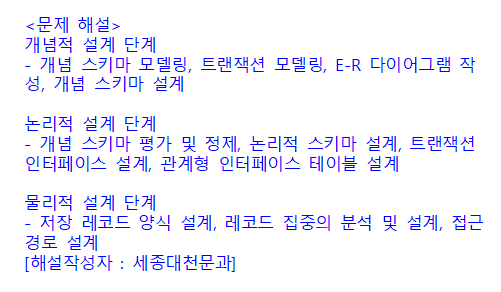 <문제 해설>
개념적 설계 단계
- 개념 스키마 모델링, 트랜잭션 모델링, E-R 다이어그램 작
성, 개념 스키마 설계
논리적 설계 단계
- 개념 스키마 평가 및 정제, 논리적 스키마 설계, 트랜잭션
인터페이스 설계, 관계형 인터페이스 테이블 설계
물리적 설계 단계
- 저장 레코드 양식 설계, 레코드 집중의 분석 및 설계, 접근
경로 설계
[해설작성자 : 세종대천문과]